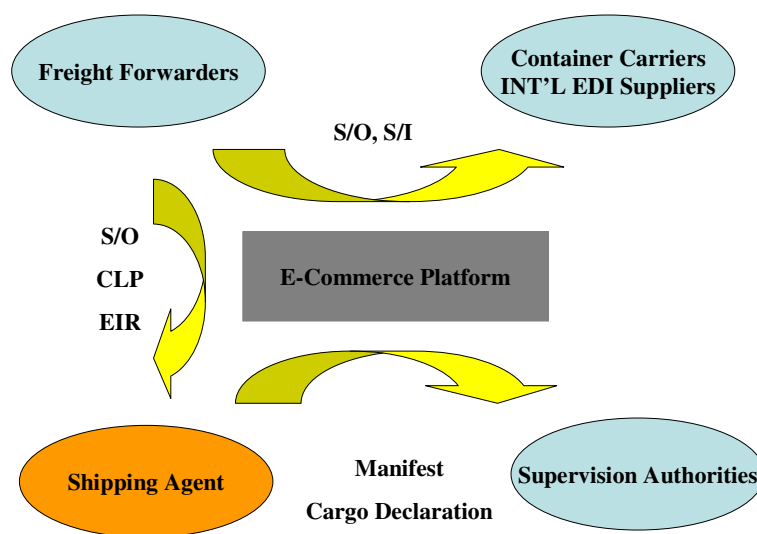 Freight Forwarders
Container Carriers
INT'L EDI Suppliers
S/O, S/I
S/O
CLP
EIR
E-Commerce Platform
Shipping Agent
Manifest
Cargo Declaration
Supervision Authorities